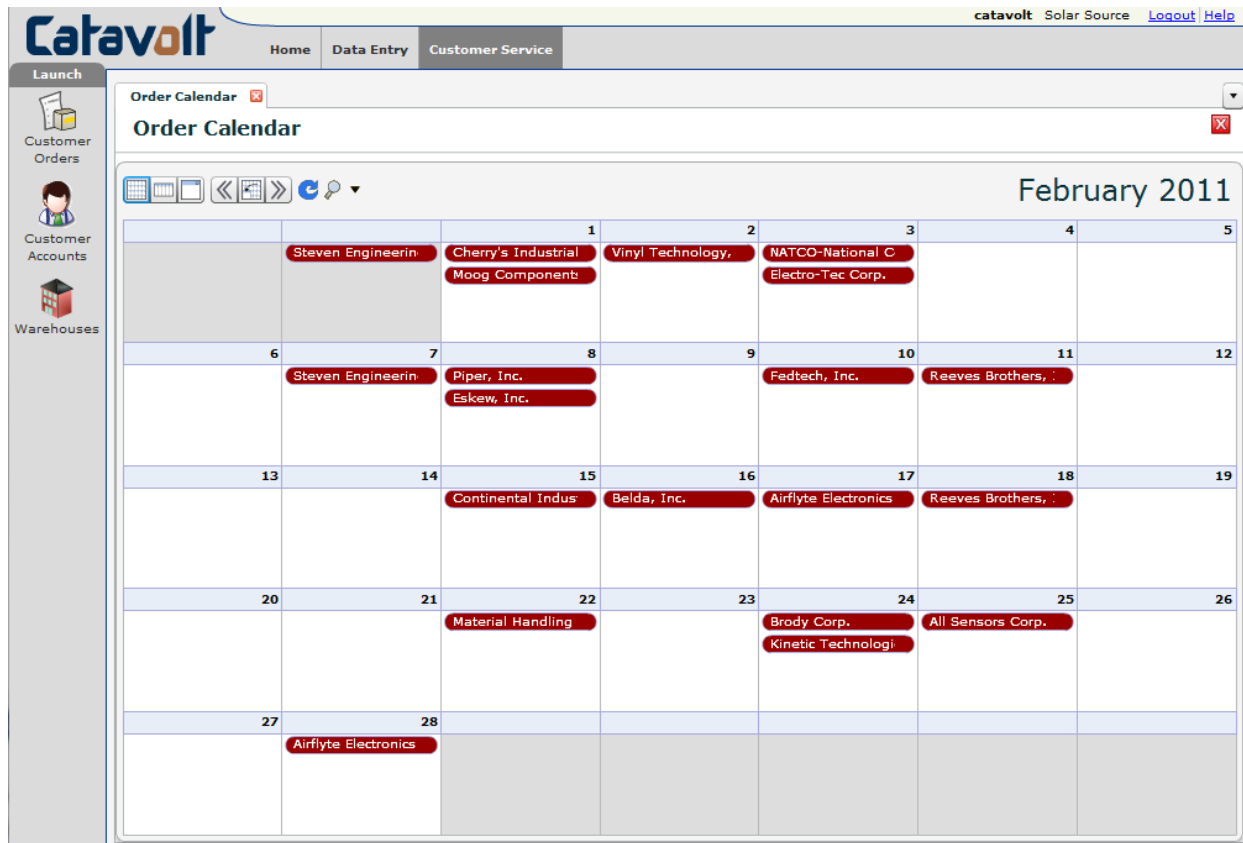 catavolt Solar Source Logout Help
Catavolt
Home Data Entry Customer Service
Launch
Customer
Orders
Customer
Accounts
Warehouses
Order Calendar
Order Calendar
February 2011
1 2 3 4 5
Steven Engineerin Cherry's Industrial Vinyl Technology, NATCO-National C
Moog Components Electro-Tec Corp.
6 7 8 9 10 11 12
Steven Engineerin Piper, Inc. Fedtech, Inc. Reeves Brothers,
Eskew, Inc.
13 14 15 16 17 18 19
Continental Indus Belda, Inc. Airflyte Electronics Reeves Brothers,
20 21 22 23 24 25 26
Material Handling Brody Corp. All Sensors Corp.
Kinetic Technologi
27 28
Airflyte Electronics